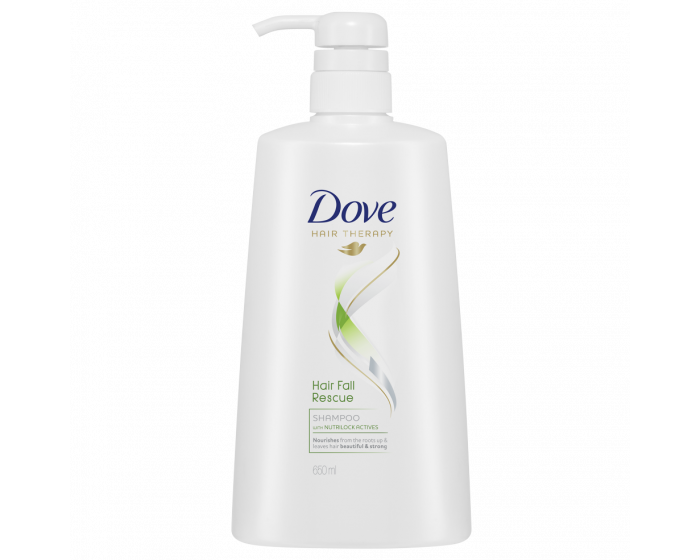 Dove
HAIR THERAPY
Hair Fall
Rescue
SHAMPOO
with NUTRILOCK ACTIVES
Nourishes from the roots up &
leaves hair beautiful & strong
650 ml